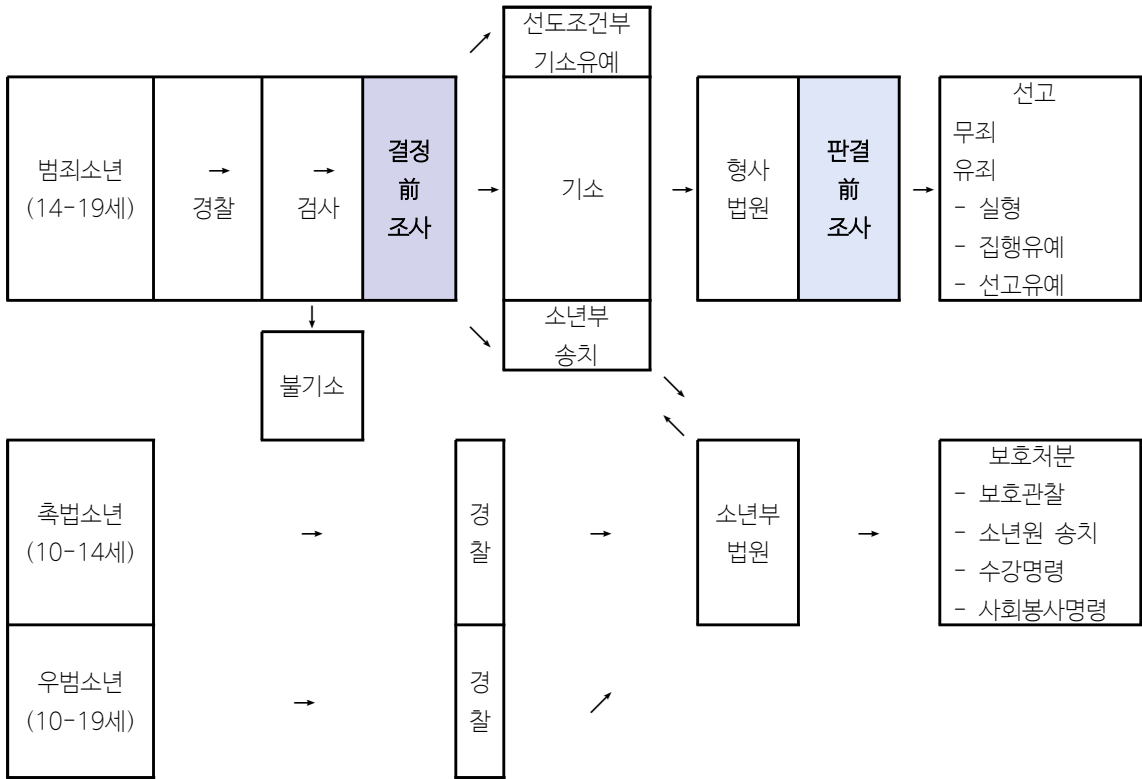 선도조건부
기소유예
범죄소년
(14-19세)
→
경찰
→
검사
결정
前
조사
→
기소
→
형사
법원
판결
前
조사
→
선고
무죄
유죄
- 실형
- 집행유예
- 선고유예
소년부
송치
불기소
촉법소년
(10-14세)
→
경
찰
→
소년부
법원
→
보호처분
- 보호관찰
- 소년원 송치
- 수강명령
- 사회봉사명령
우범소년
(10-19세)
→
경
찰